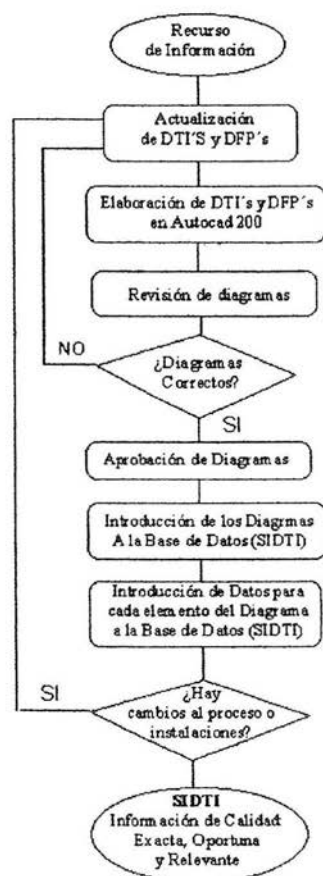 Recurso
de Información
Actualización
de DTI'S y DFP's
Elaboración de DTI's y DFP's
en Autocad 200
Revisión de diagramas
NO
¿Diagramas
Correctos?
SI
Aprobación de Diagramas
Introducción de los Diagrmas
A la Base de Datos (SIDTI)
Introducción de Datos para
cada elemento del Diagrama
a la Base de Datos (SIDTI)
SI
¿Hay
cambios al proceso o
instalaciones?
SIDTI
Información de Calidad:
Exacta, Oportuna
y Relevante